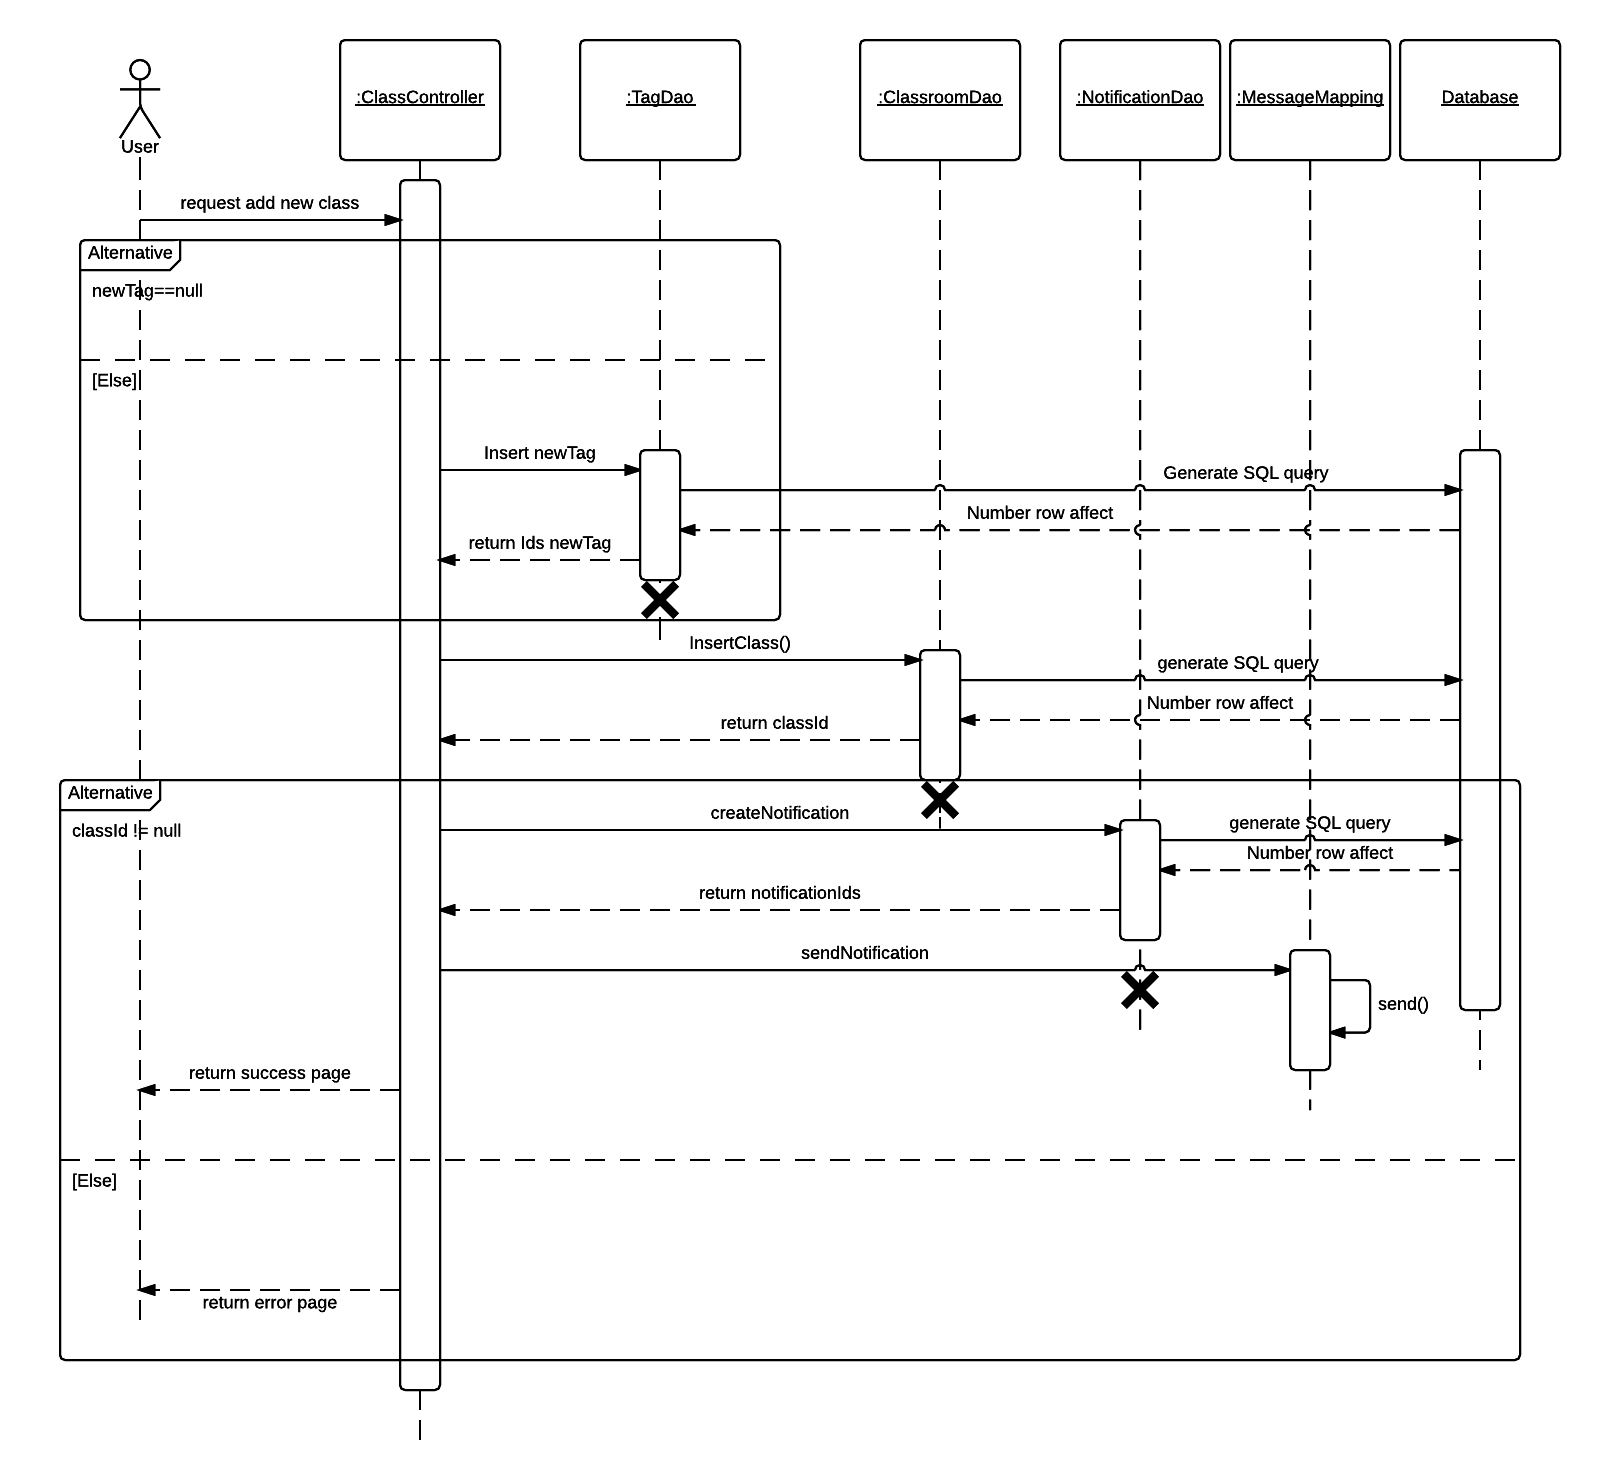 :ClassController
:TagDao
:ClassroomDao
:NotificationDao
:MessageMapping
Database
User
request add new class
Alternative
newTag==null
[Else]
Insert newTag
Generate SQL query
Number row affect
return Ids newTag
InsertClass()
generate SQL query
Number row affect
return classId
Alternative
classId != null
createNotification
generate SQL query
Number row affect
return notificationIds
sendNotification
send()
return success page
[Else]
return error page